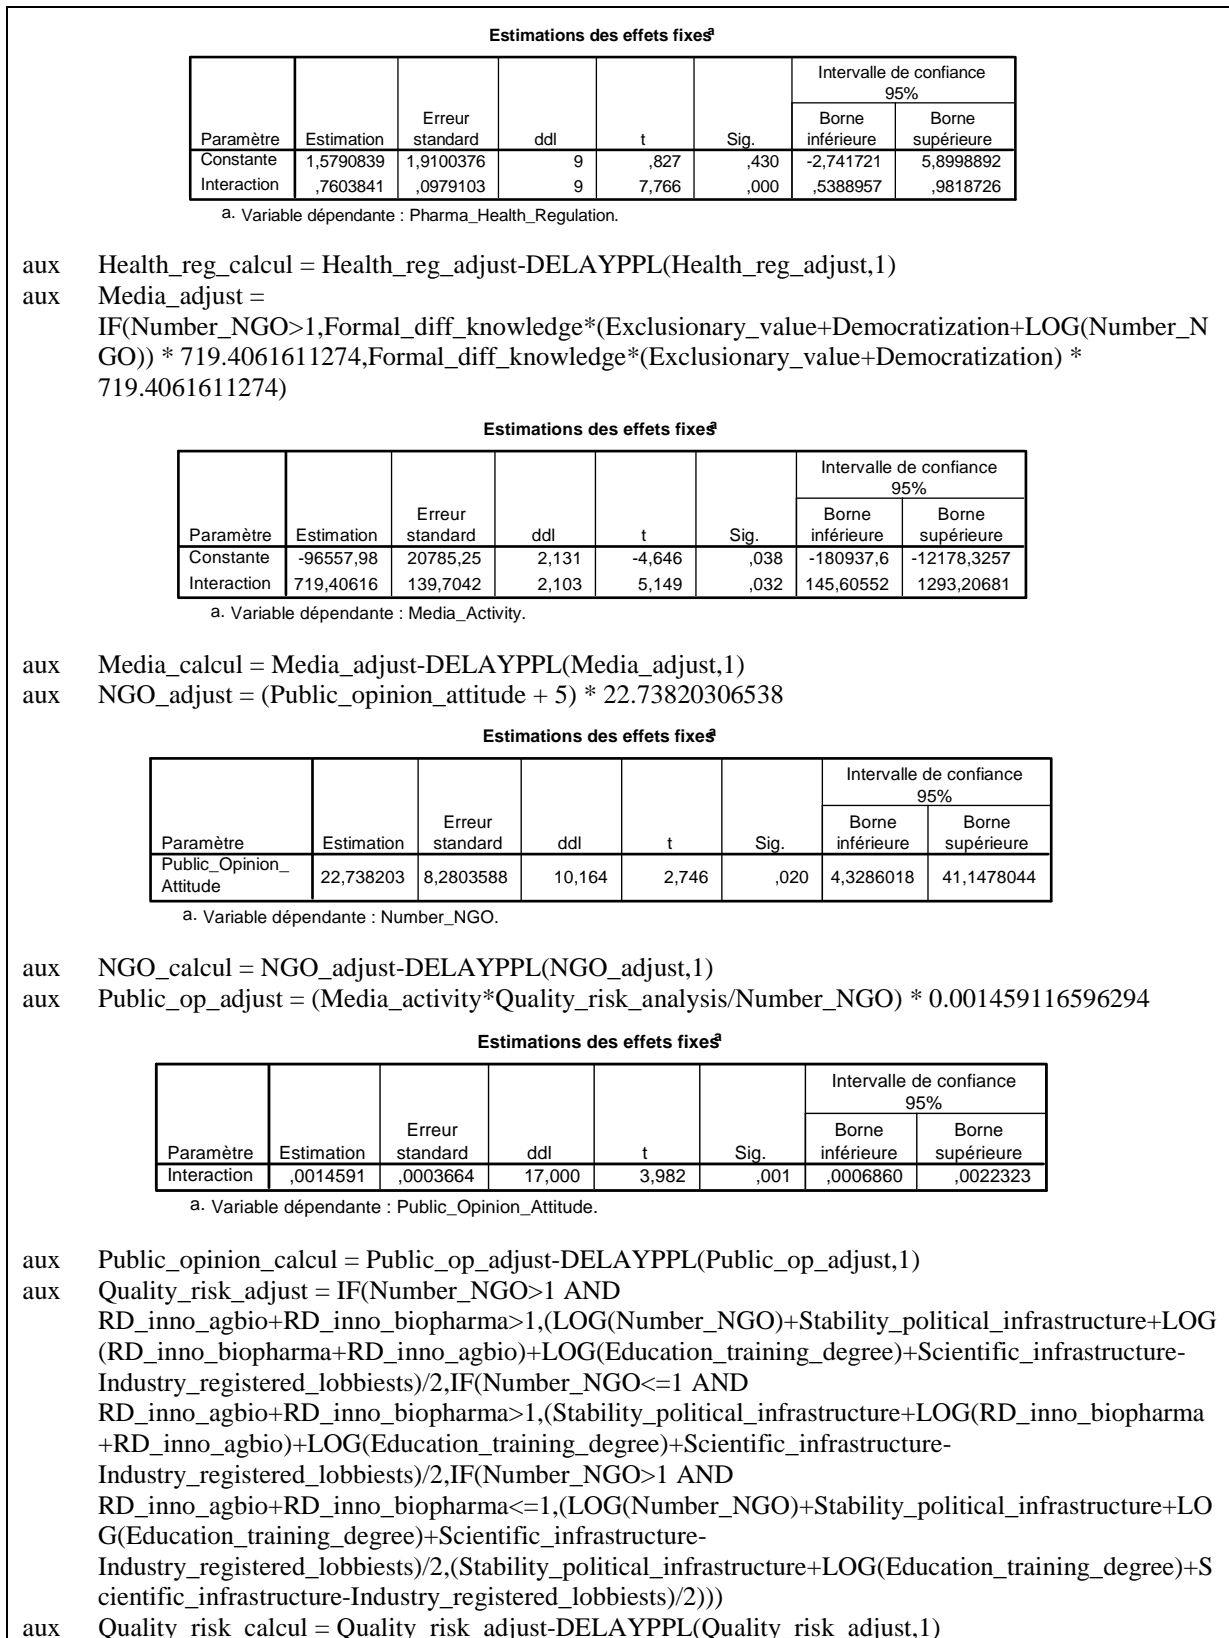 Estimations des effets fixesa
Intervalle de confiance
95%
Erreur
Borne
Borne
Paramètre Estimation standard ddl t Sig. inférieure supérieure
Constante 1,5790839 1,9100376 9 ,827 ,430 -2,741721 5,8998892
Interaction ,7603841 ,0979103 9 7,766 ,000 ,5388957 ,9818726
a. Variable dépendante : Pharma_Health_Regulation.
aux Health_reg_calcul = Health_reg_adjust-DELAYPPL(Health_reg_adjust,1)
aux Media_adjust =
IF(Number_NGO>1,Formal_diff_knowledge*(Exclusionary_value+Democratization+LOG(Number_N
GO)) * 719.4061611274,Formal_diff_knowledge*(Exclusionary_value+Democratization) *
719.4061611274)
Estimations des effets fixesa
Intervalle de confiance
95%
Erreur
Borne
Borne
Paramètre Estimation standard ddl t Sig. inférieure supérieure
Constante -96557,98 20785,25 2,131 -4,646 ,038 -180937,6 -12178,3257
Interaction 719,40616 139,7042 2,103 5,149 ,032 145,60552 1293,20681
a. Variable dépendante : Media_Activity.
aux Media_calcul = Media_adjust-DELAYPPL(Media_adjust,1)
aux NGO_adjust = (Public_opinion_attitude + 5) * 22.73820306538
Estimations des effets fixesa
Intervalle de confiance
95%
Erreur
Borne
Borne
Paramètre Estimation standard ddl t Sig. inférieure supérieure
Public_Opinion_
Attitude 22,738203 8,2803588 10,164 2,746 ,020 4,3286018 41,1478044
a. Variable dépendante : Number_NGO.
aux NGO_calcul = NGO_adjust-DELAYPPL(NGO_adjust,1)
aux Public_op_adjust = (Media_activity*Quality_risk_analysis/Number_NGO) * 0.001459116596294
Estimations des effets fixesa
Intervalle de confiance
95%
Erreur
Borne
Borne
Paramètre Estimation standard ddl t Sig. inférieure supérieure
Interaction ,0014591 ,0003664 17,000 3,982 ,001 ,0006860 ,0022323
a. Variable dépendante : Public_Opinion_Attitude.
aux Public_opinion_calcul = Public_op_adjust-DELAYPPL(Public_op_adjust,1)
aux Quality_risk_adjust = IF(Number_NGO>1 AND
RD_inno_agbio+RD_inno_biopharma>1,(LOG(Number_NGO)+Stability_political_infrastructure+LOG
(RD_inno_biopharma+RD_inno_agbio)+LOG(Education_training_degree)+Scientific_infrastructure-
Industry_registered_lobbiests)/2,IF(Number_NGO<=1 AND
RD_inno_agbio+RD_inno_biopharma>1,(Stability_political_infrastructure+LOG(RD_inno_biopharma
+RD_inno_agbio)+LOG(Education_training_degree)+Scientific_infrastructure-
Industry_registered_lobbiests)/2,IF(Number_NGO>1 AND
RD_inno_agbio+RD_inno_biopharma<=1,(LOG(Number_NGO)+Stability_political_infrastructure+LO
G(Education_training_degree)+Scientific_infrastructure-
Industry_registered_lobbiests)/2,(Stability_political_infrastructure+LOG(Education_training_degree)+S
cientific_infrastructure-Industry_registered_lobbiests)/2)))
aux Quality_risk_calcul = Quality_risk_adjust-DELAYPPL(Quality_risk_adjust,1)